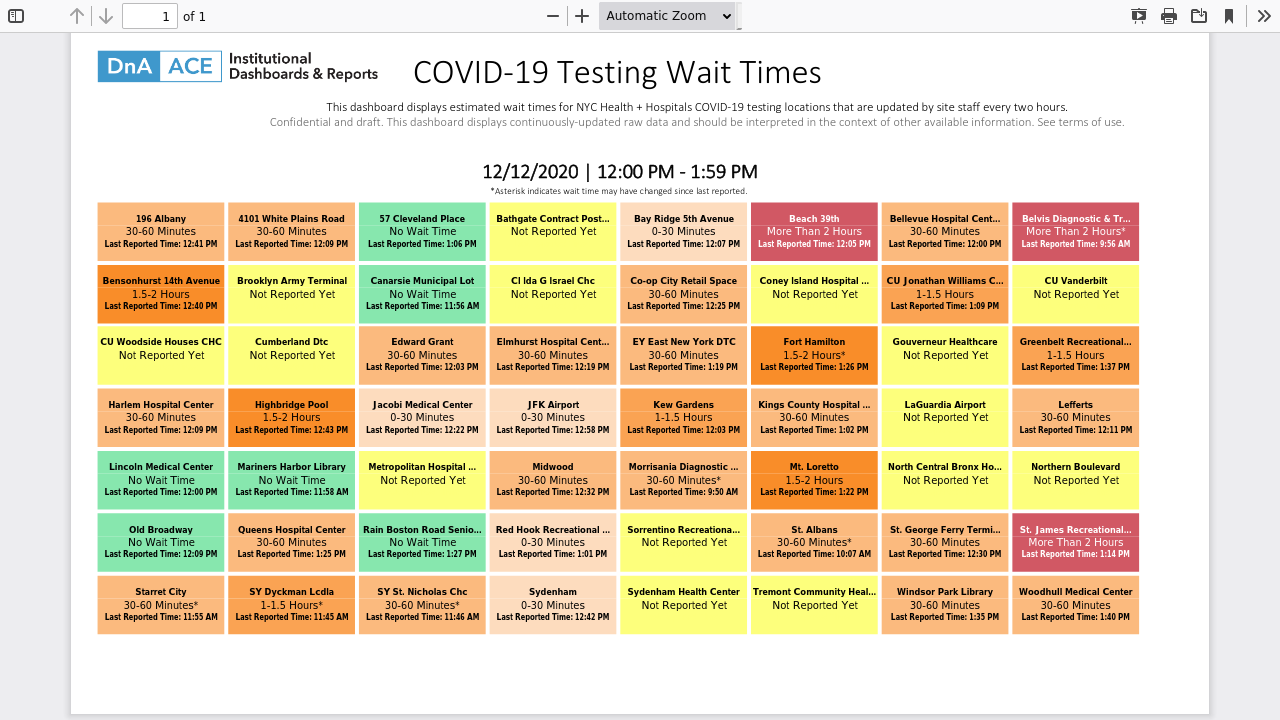 1 of 1 Automatic Zoom
DnA ACE Institutional
Dashboards & Reports
COVID-19 Testing Wait Times
This dashboard displays estimated wait times for NYC Health + Hospitals COVID-19 testing locations that are updated by site staff every two hours.
Confidential and draft. This dashboard displays continuously-updated raw data and should be interpreted in the context of other available information. See terms of use.
12/12/2020 | 12:00 PM - 1:59 PM
*Asterisk indicates wait time may have changed since last reported.
196 Albany
30-60 Minutes
Last Reported Time: 12:41 PM
4101 White Plains Road
30-60 Minutes
Last Reported Time: 12:09 PM
57 Cleveland Place
No Wait Time
Last Reported Time: 1:06 PM
Bathgate Contract Post...
Not Reported Yet
Bay Ridge 5th Avenue
0-30 Minutes
Last Reported Time: 12:07 PM
Beach 39th
More Than 2 Hours
Last Reported Time: 12:05 PM
Bellevue Hospital Cent...
30-60 Minutes
Last Reported Time: 12:00 PM
Belvis Diagnostic & Tr...
More Than 2 Hours*
Last Reported Time: 9:56 AM
Bensonhurst 14th Avenue
1.5-2 Hours
Last Reported Time: 12:40 PM
Brooklyn Army Terminal
Not Reported Yet
Canarsie Municipal Lot
No Wait Time
Last Reported Time: 11:56 AM
CI Ida G Israel Chc
Not Reported Yet
Co-op City Retail Space
30-60 Minutes
Last Reported Time: 12:25 PM
Coney Island Hospital ...
Not Reported Yet
CU Jonathan Williams C...
1-1.5 Hours
Last Reported Time: 1:09 PM
CU Vanderbilt
Not Reported Yet
CU Woodside Houses CHC
Not Reported Yet
Cumberland Dtc
Not Reported Yet
Edward Grant
30-60 Minutes
Last Reported Time: 12:03 PM
Elmhurst Hospital Cent...
30-60 Minutes
Last Reported Time: 12:19 PM
EY East New York DTC
30-60 Minutes
Last Reported Time: 1:19 PM
Fort Hamilton
1.5-2 Hours*
Last Reported Time: 1:26 PM
Gouverneur Healthcare
Not Reported Yet
Greenbelt Recreational...
1-1.5 Hours
Last Reported Time: 1:37 PM
Harlem Hospital Center
30-60 Minutes
Last Reported Time: 12:09 PM
Highbridge Pool
1.5-2 Hours
Last Reported Time: 12:43 PM
Jacobi Medical Center
0-30 Minutes
Last Reported Time: 12:22 PM
JFK Airport
0-30 Minutes
Last Reported Time: 12:58 PM
Kew Gardens
1-1.5 Hours
Last Reported Time: 12:03 PM
Kings County Hospital ...
30-60 Minutes
Last Reported Time: 1:02 PM
LaGuardia Airport
Not Reported Yet
Lefferts
30-60 Minutes
Last Reported Time: 12:11 PM
Lincoln Medical Center
No Wait Time
Last Reported Time: 12:00 PM
Mariners Harbor Library
No Wait Time
Last Reported Time: 11:58 AM
Metropolitan Hospital ...
Not Reported Yet
Midwood
30-60 Minutes
Last Reported Time: 12:32 PM
Morrisania Diagnostic ...
30-60 Minutes*
Last Reported Time: 9:50 AM
Mt. Loretto
1.5-2 Hours
Last Reported Time: 1:22 PM
North Central Bronx Ho...
Not Reported Yet
Northern Boulevard
Not Reported Yet
Old Broadway
No Wait Time
Last Reported Time: 12:09 PM
Queens Hospital Center
30-60 Minutes
Last Reported Time: 1:25 PM
Rain Boston Road Senio...
No Wait Time
Last Reported Time: 1:27 PM
Red Hook Recreational ...
0-30 Minutes
Last Reported Time: 1:01 PM
Sorrentino Recreationa...
Not Reported Yet
St. Albans
30-60 Minutes*
Last Reported Time: 10:07 AM
St. George Ferry Termi...
30-60 Minutes
Last Reported Time: 12:30 PM
St. James Recreational...
More Than 2 Hours
Last Reported Time: 1:14 PM
Starret City
30-60 Minutes*
Last Reported Time: 11:55 AM
SY Dyckman Lcdla
1-1.5 Hours*
Last Reported Time: 11:45 AM
SY St. Nicholas Chc
30-60 Minutes*
Last Reported Time: 11:46 AM
Sydenham
0-30 Minutes
Last Reported Time: 12:42 PM
Sydenham Health Center
Not Reported Yet
Tremont Community Heal...
Not Reported Yet
Windsor Park Library
30-60 Minutes
Last Reported Time: 1:35 PM
Woodhull Medical Center
30-60 Minutes
Last Reported Time: 1:40 PM